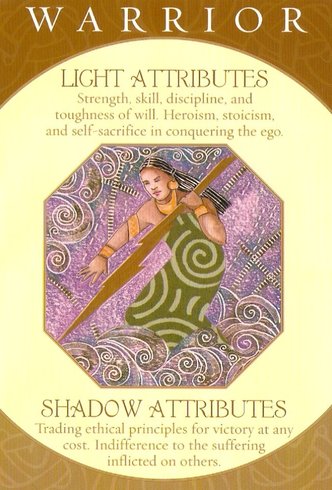 WARRIOR
LIGHT ATTRIBUTES
Strength, skill, discipline, and
toughness of will. Heroism, stoicism,
and self-sacrifice in conquering the ego.
SHADOW ATTRIBUTES
Trading ethical principles for victory at any
cost. Indifference to the suffering
inflicted on others.